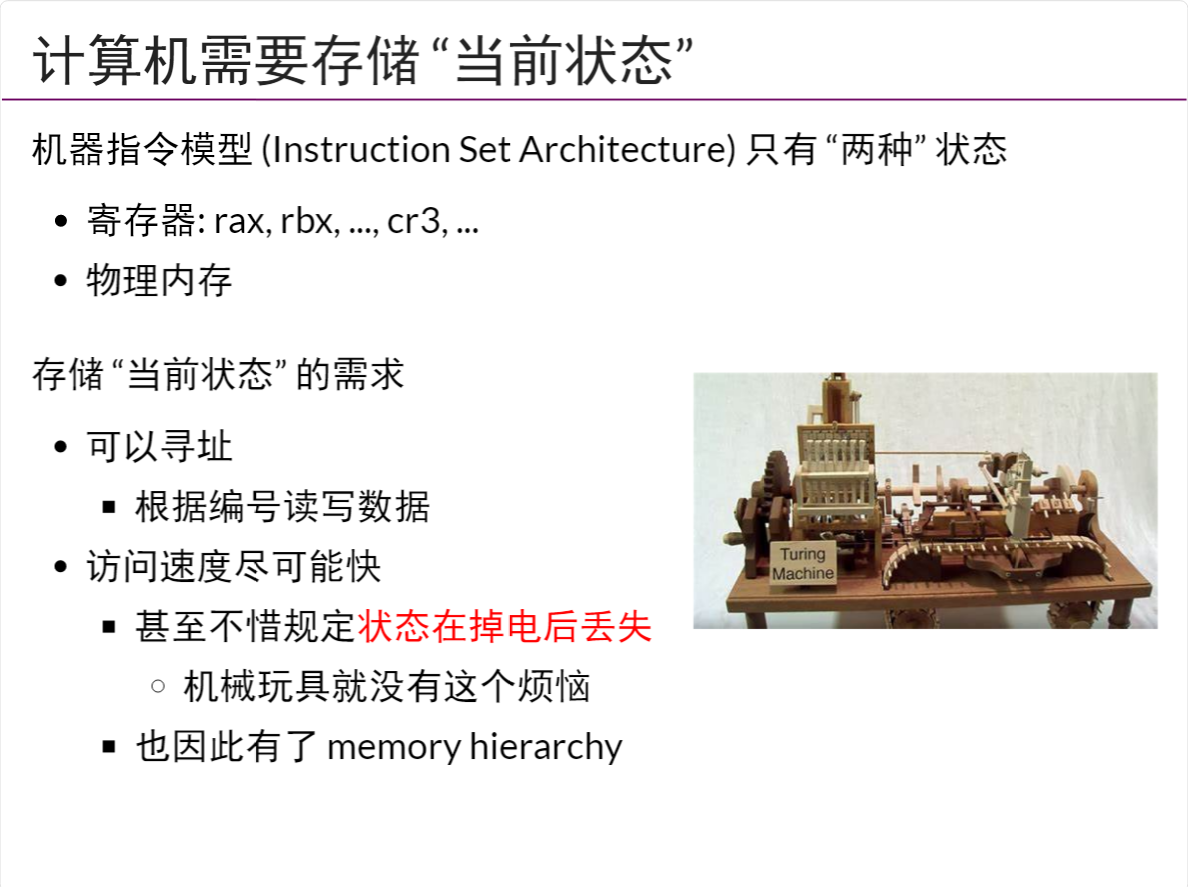 计算机需要存储 “当前状态”
机器指令模型 (Instruction Set Architecture) 只有 “两种” 状态
寄存器: rax, rbx, ..., cr3, ...
物理内存
存储 “当前状态” 的需求
可以寻址
根据编号读写数据
访问速度尽可能快
甚至不惜规定状态在掉电后丢失
机械玩具就没有这个烦恼
也因此有了 memory hierarchy
Turing
Machine